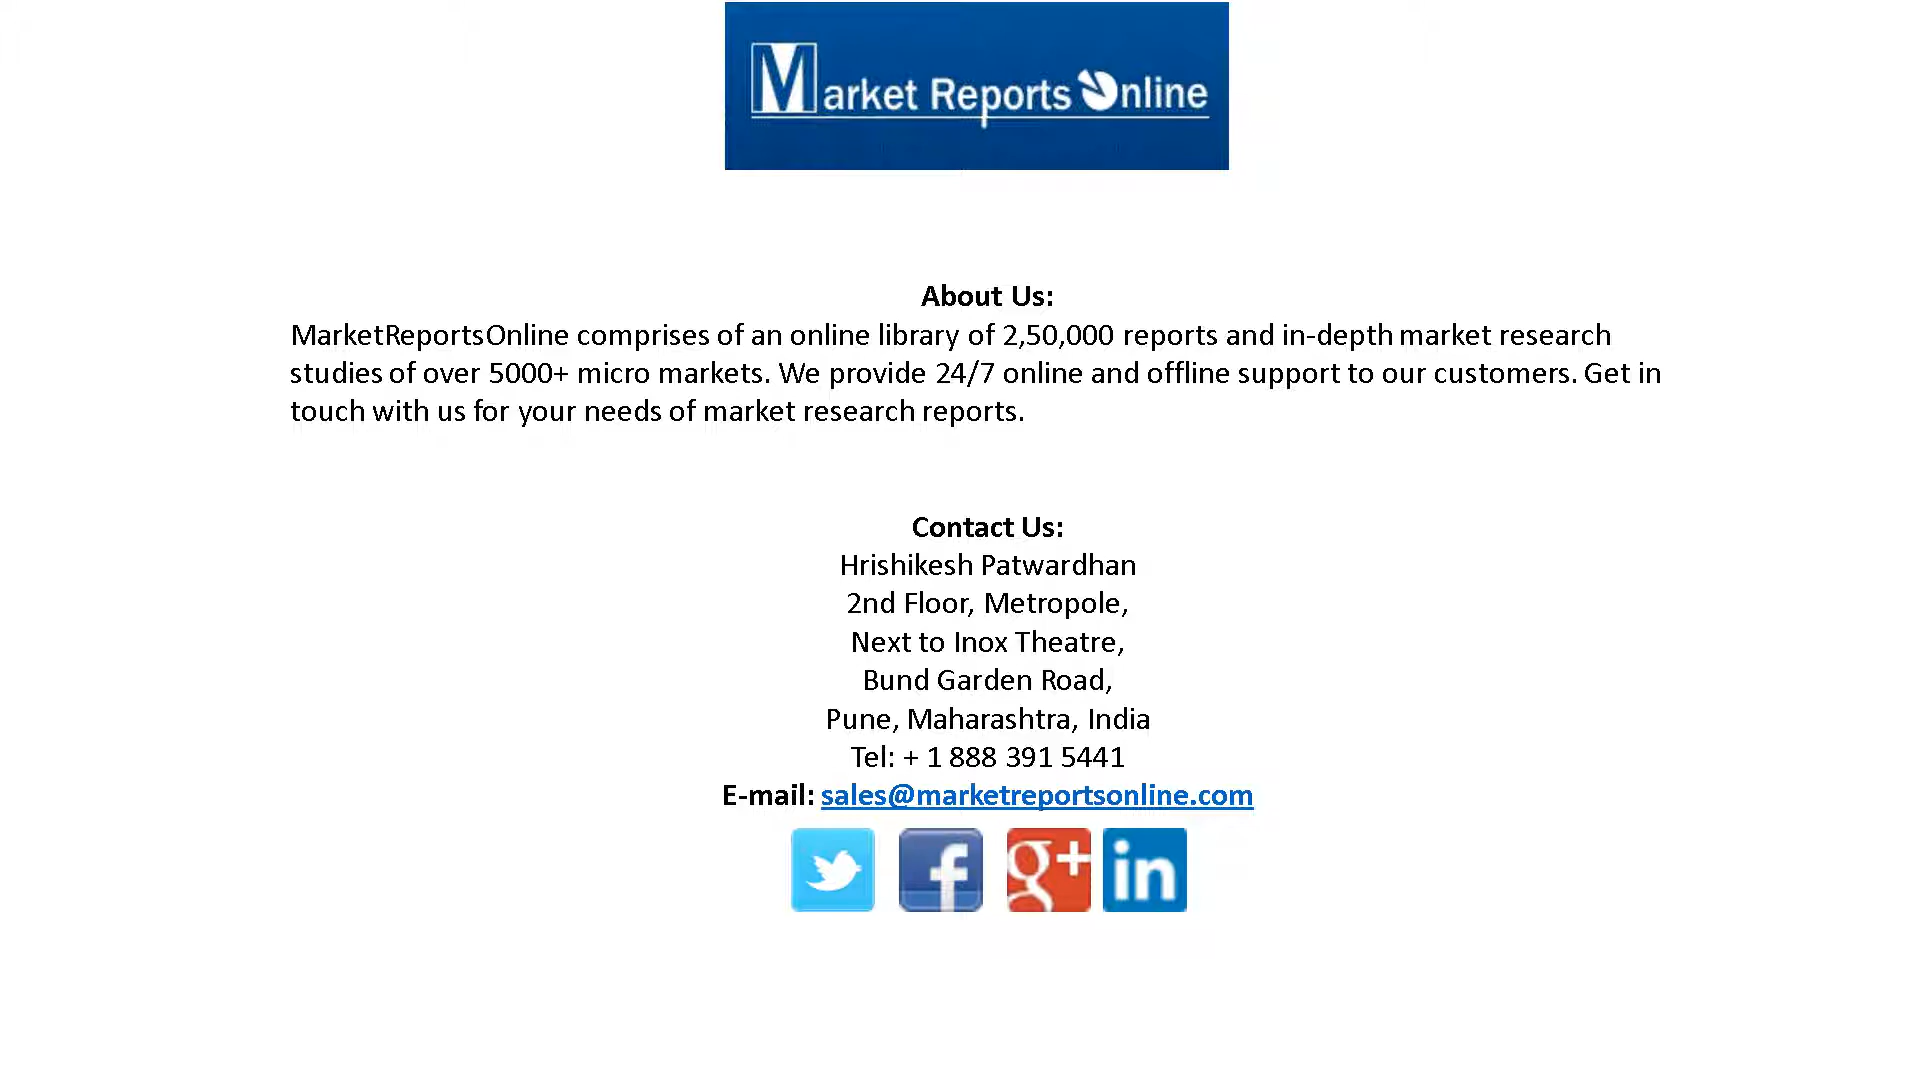 Market Reports Online
About Us:
MarketReportsOnline comprises of an online library of 2,50,000 reports and in-depth market research
studies of over 5000+ micro markets. We provide 24/7 online and offline support to our customers. Get in
touch with us for your needs of market research reports.
Contact Us:
Hrishikesh Patwardhan
2nd Floor, Metropole,
Next to Inox Theatre,
Bund Garden Road,
Pune, Maharashtra, India
Tel: + 1 888 391 5441
E-mail: sales@marketreportsonline.com
f g+ in